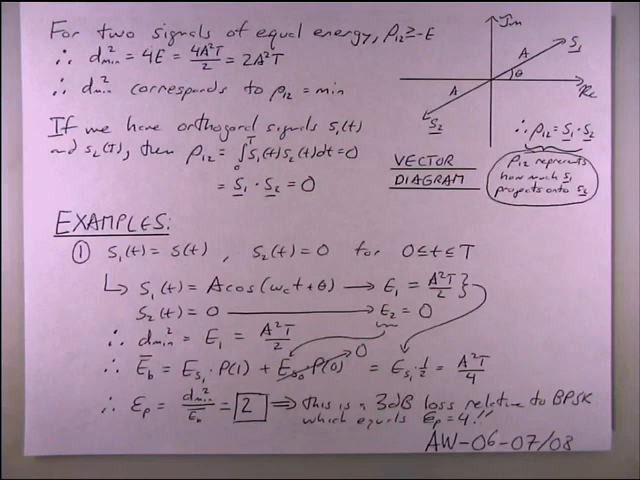 For two signals of equal energy, ρ₁₂ ≥ -E
∴ d²min = 4E = 4A²T/2 = 2A²T
∴ d²min corresponds to ρ₁₂ = min
If we have orthogonal signals s₁(t)
and s₂(t), then ρ₁₂ = ∫₀ᵀ s₁(t)s₂(t)dt = 0
= S₁ · S₂ = 0
Im
S₁
A
θ
Re
A
S₂
∴ ρ₁₂ = S₁ · S₂
VECTOR
DIAGRAM
ρ₁₂ represents
how much S₁
projects onto S₂
EXAMPLES:
① s₁(t) = s(t) , s₂(t) = 0 for 0 ≤ t ≤ T
↳ s₁(t) = A cos(ωct + θ) → E₁ = A²T/2 }
s₂(t) = 0 → E₂ = 0
∴ d²min = E₁ = A²T/2
∴ Ēb = Es₁ · P(1) + Es₀ · P(0) 0 = Es₁ · 1/2 = A²T/4
∴ Ep = d²min/Ēb = 2 ⇒ this is a 3dB loss relative to BPSK
which equals Ep = 4!!
AW-06-07/08